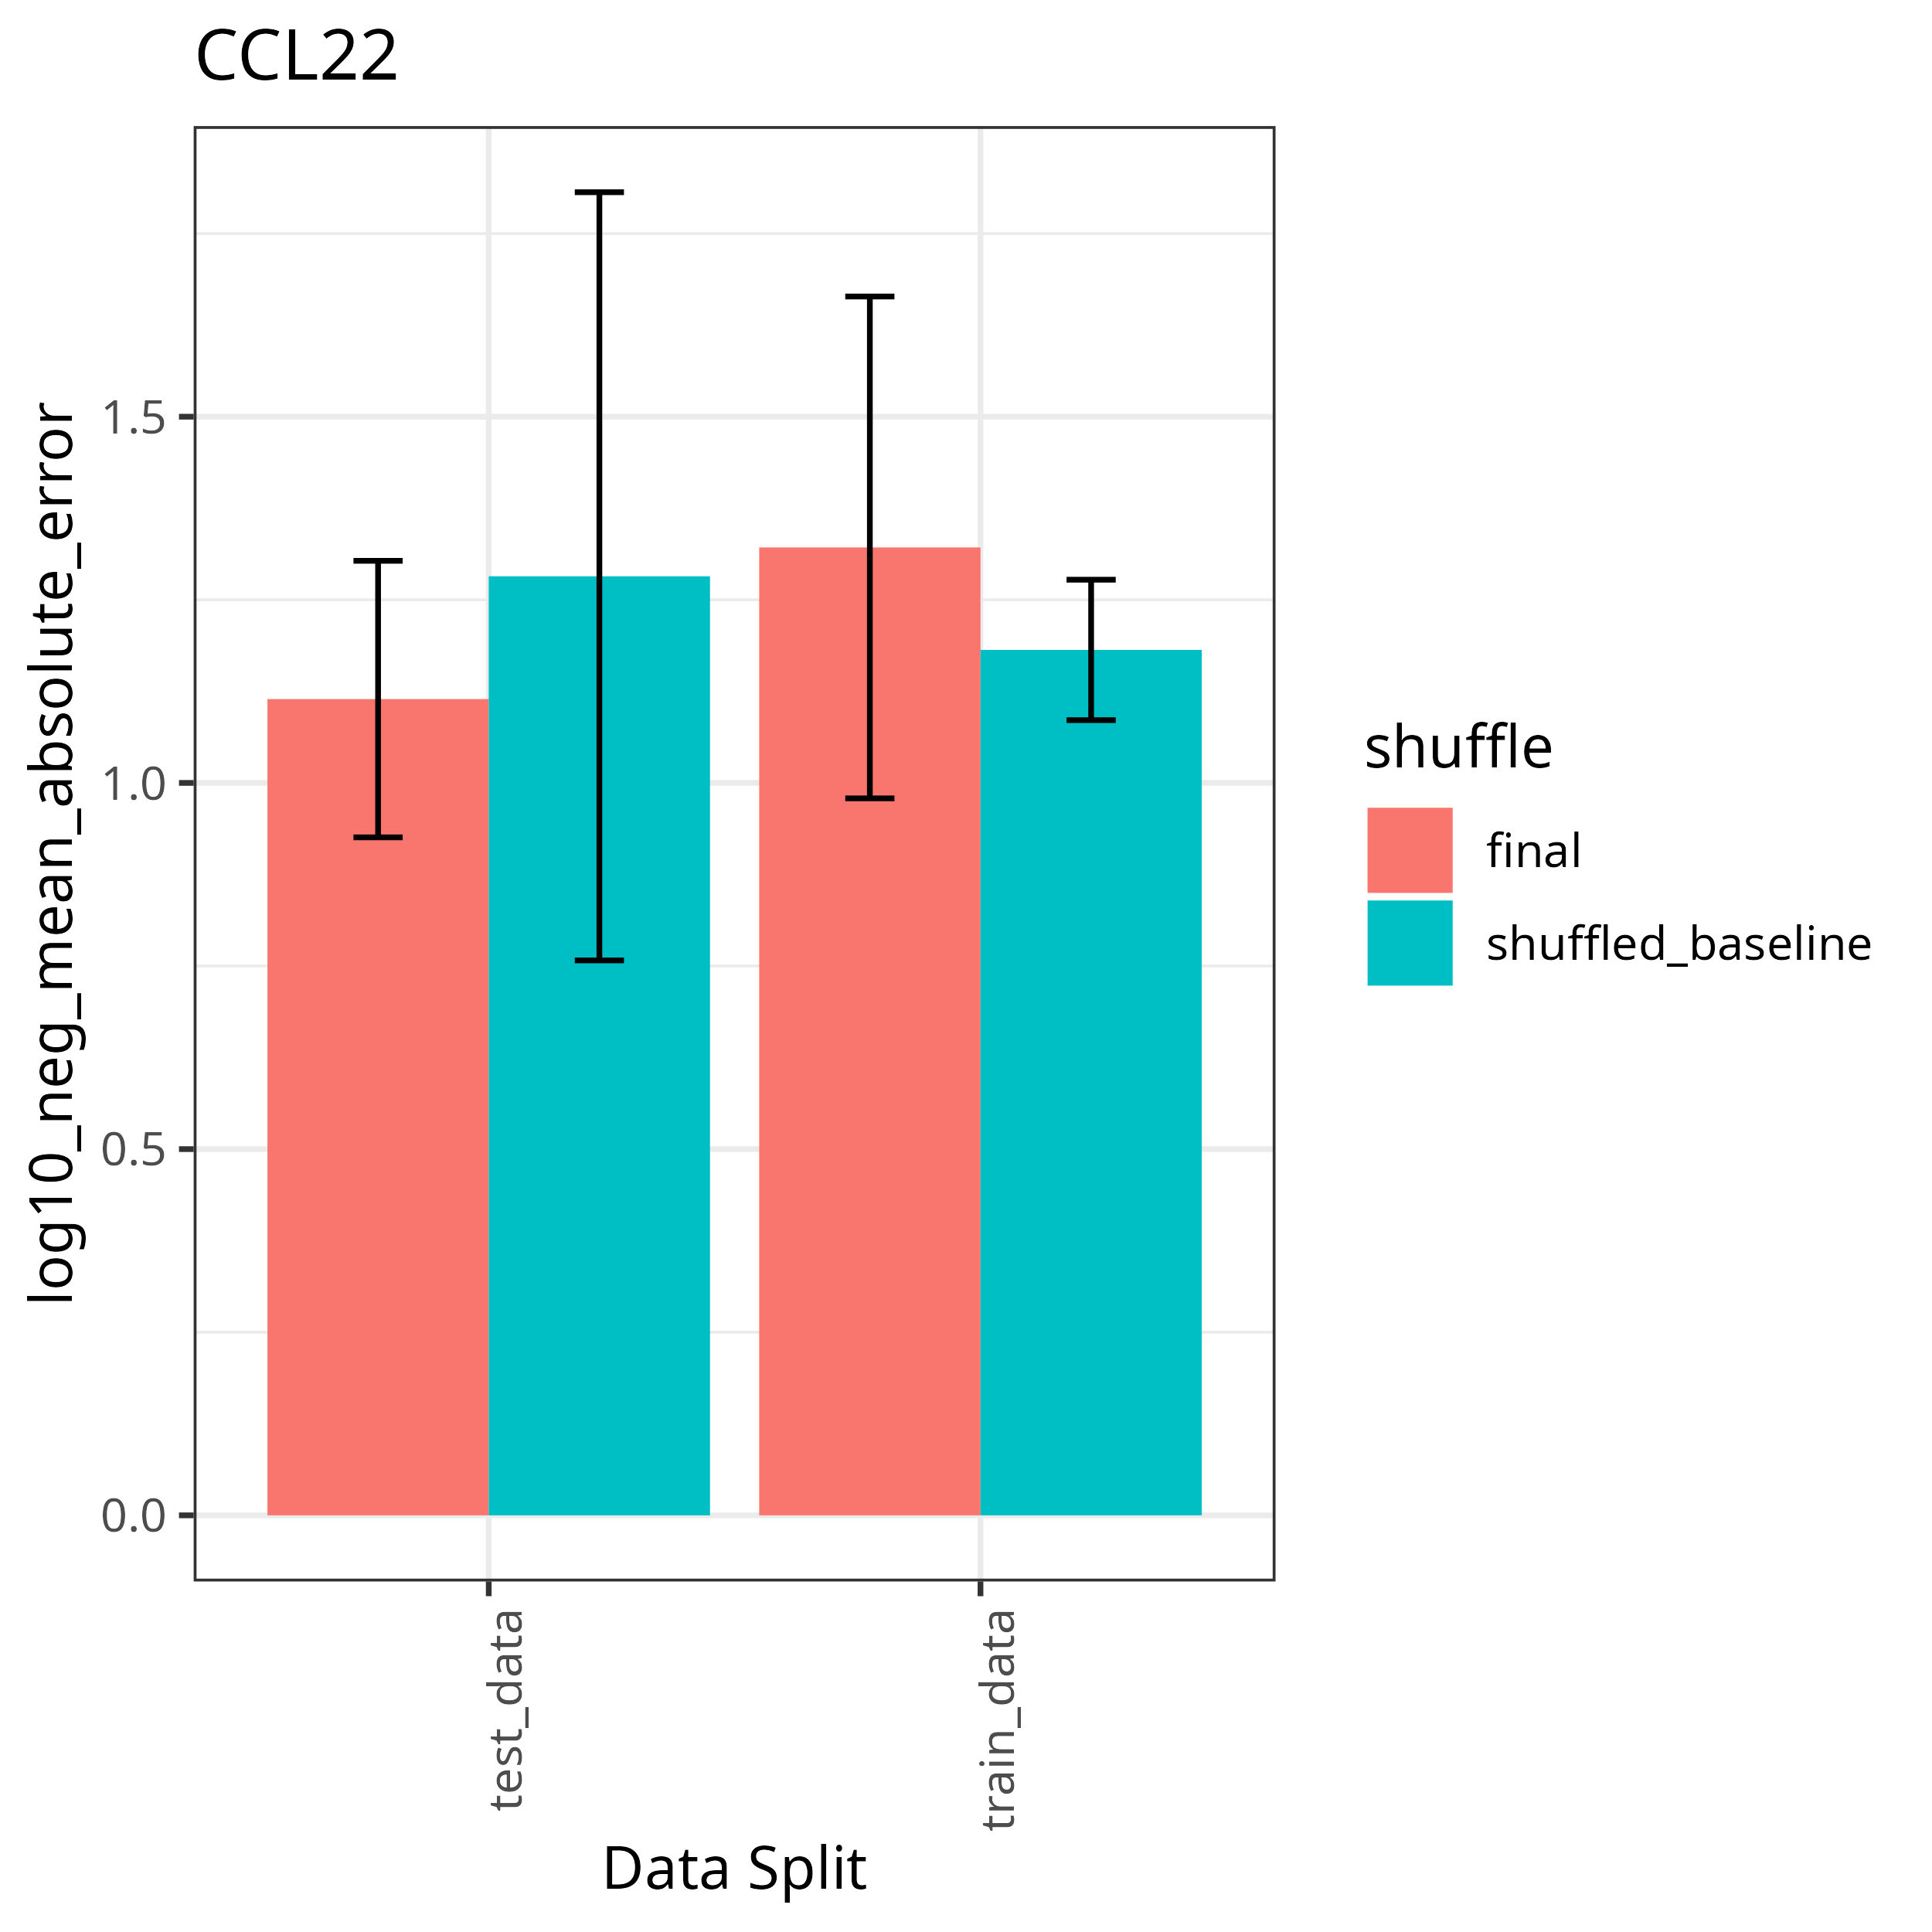 CCL22
log10_neg_mean_absolute_error
1.5
1.0
0.5
0.0
test_data
train_data
Data Split
shuffle
final
shuffled_baseline